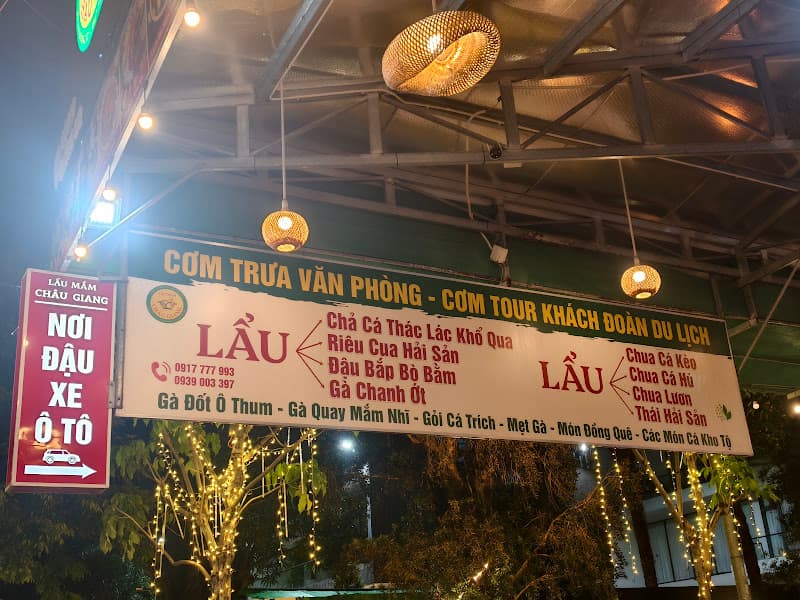 LẨU MẮM
CHÂU GIANG
NƠI
ĐẬU
XE
Ô TÔ
CƠM TRƯA VĂN PHÒNG - CƠM TOUR KHÁCH ĐOÀN DU LỊCH
LẨU
Chả Cá Thác Lác Khổ Qua
Riêu Cua Hải Sản
Đậu Bắp Bò Bằm
Gà Chanh Ớt
0917 777 993
0939 003 397
LẨU
Chua Cá Kèo
Chua Cá Hú
Chua Lươn
Thái Hải Sản
Gà Đốt Ô Thum - Gà Quay Mắm Nhĩ - Gỏi Cá Trích - Mẹt Gà - Món Đồng Quê - Các Món Cá Kho Tộ